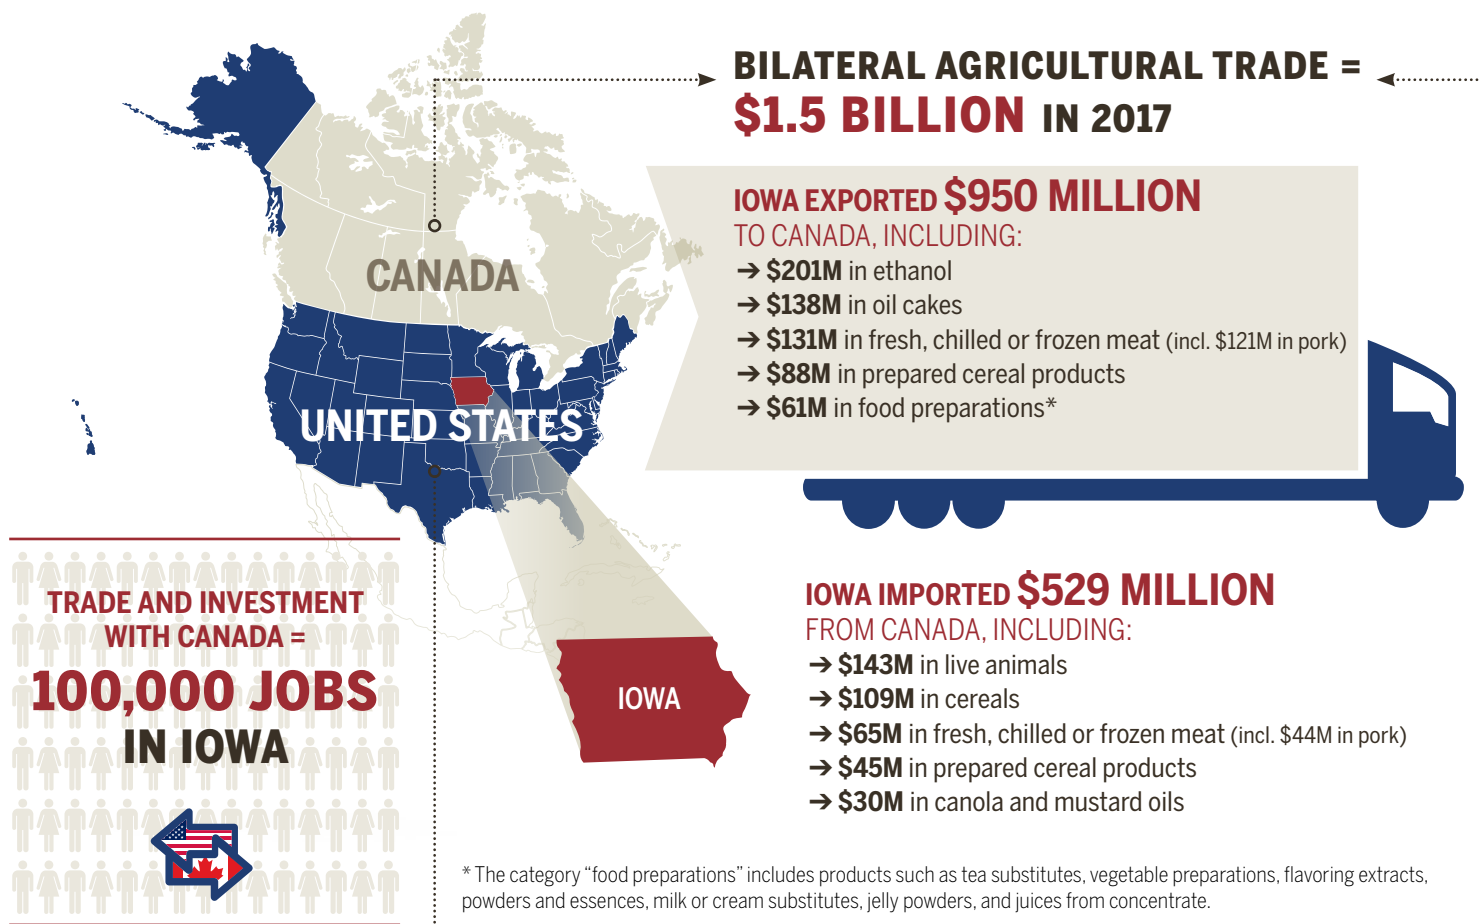 BILATERAL AGRICULTURAL TRADE =
$1.5 BILLION IN 2017
IOWA EXPORTED $950 MILLION
TO CANADA, INCLUDING:
→ $201M in ethanol
→ $138M in oil cakes
→ $131M in fresh, chilled or frozen meat (incl. $121M in pork)
→ $88M in prepared cereal products
→ $61M in food preparations*
CANADA
UNITED STATES
TRADE AND INVESTMENT
WITH CANADA =
100,000 JOBS
IN IOWA
IOWA
IOWA IMPORTED $529 MILLION
FROM CANADA, INCLUDING:
→ $143M in live animals
→ $109M in cereals
→ $65M in fresh, chilled or frozen meat (incl. $44M in pork)
→ $45M in prepared cereal products
→ $30M in canola and mustard oils
* The category “food preparations” includes products such as tea substitutes, vegetable preparations, flavoring extracts,
powders and essences, milk or cream substitutes, jelly powders, and juices from concentrate.